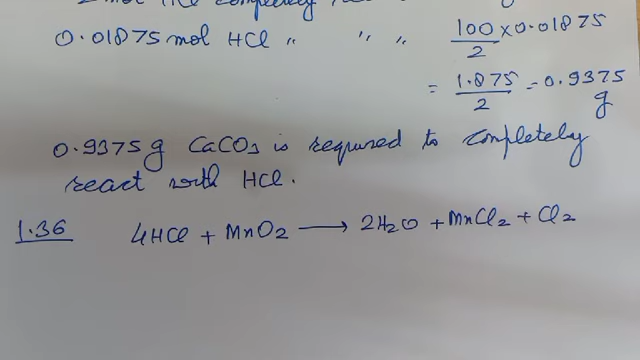 0.01875 mol HCl " " " 100 x 0.01875
2
= 1.875 = 0.9375
2 g
0.9375 g CaCO3 is required to completely
react with HCl.
1.36 4HCl + MnO2 → 2H2O + MnCl2 + Cl2